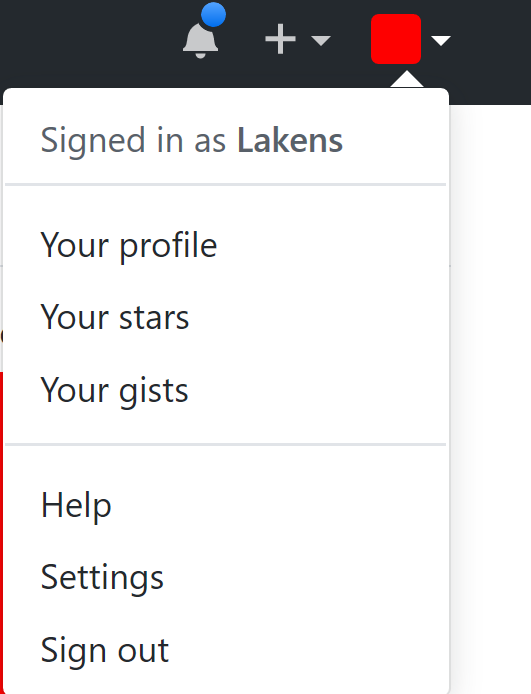 Signed in as Lakens
Your profile
Your stars
Your gists
Help
Settings
Sign out